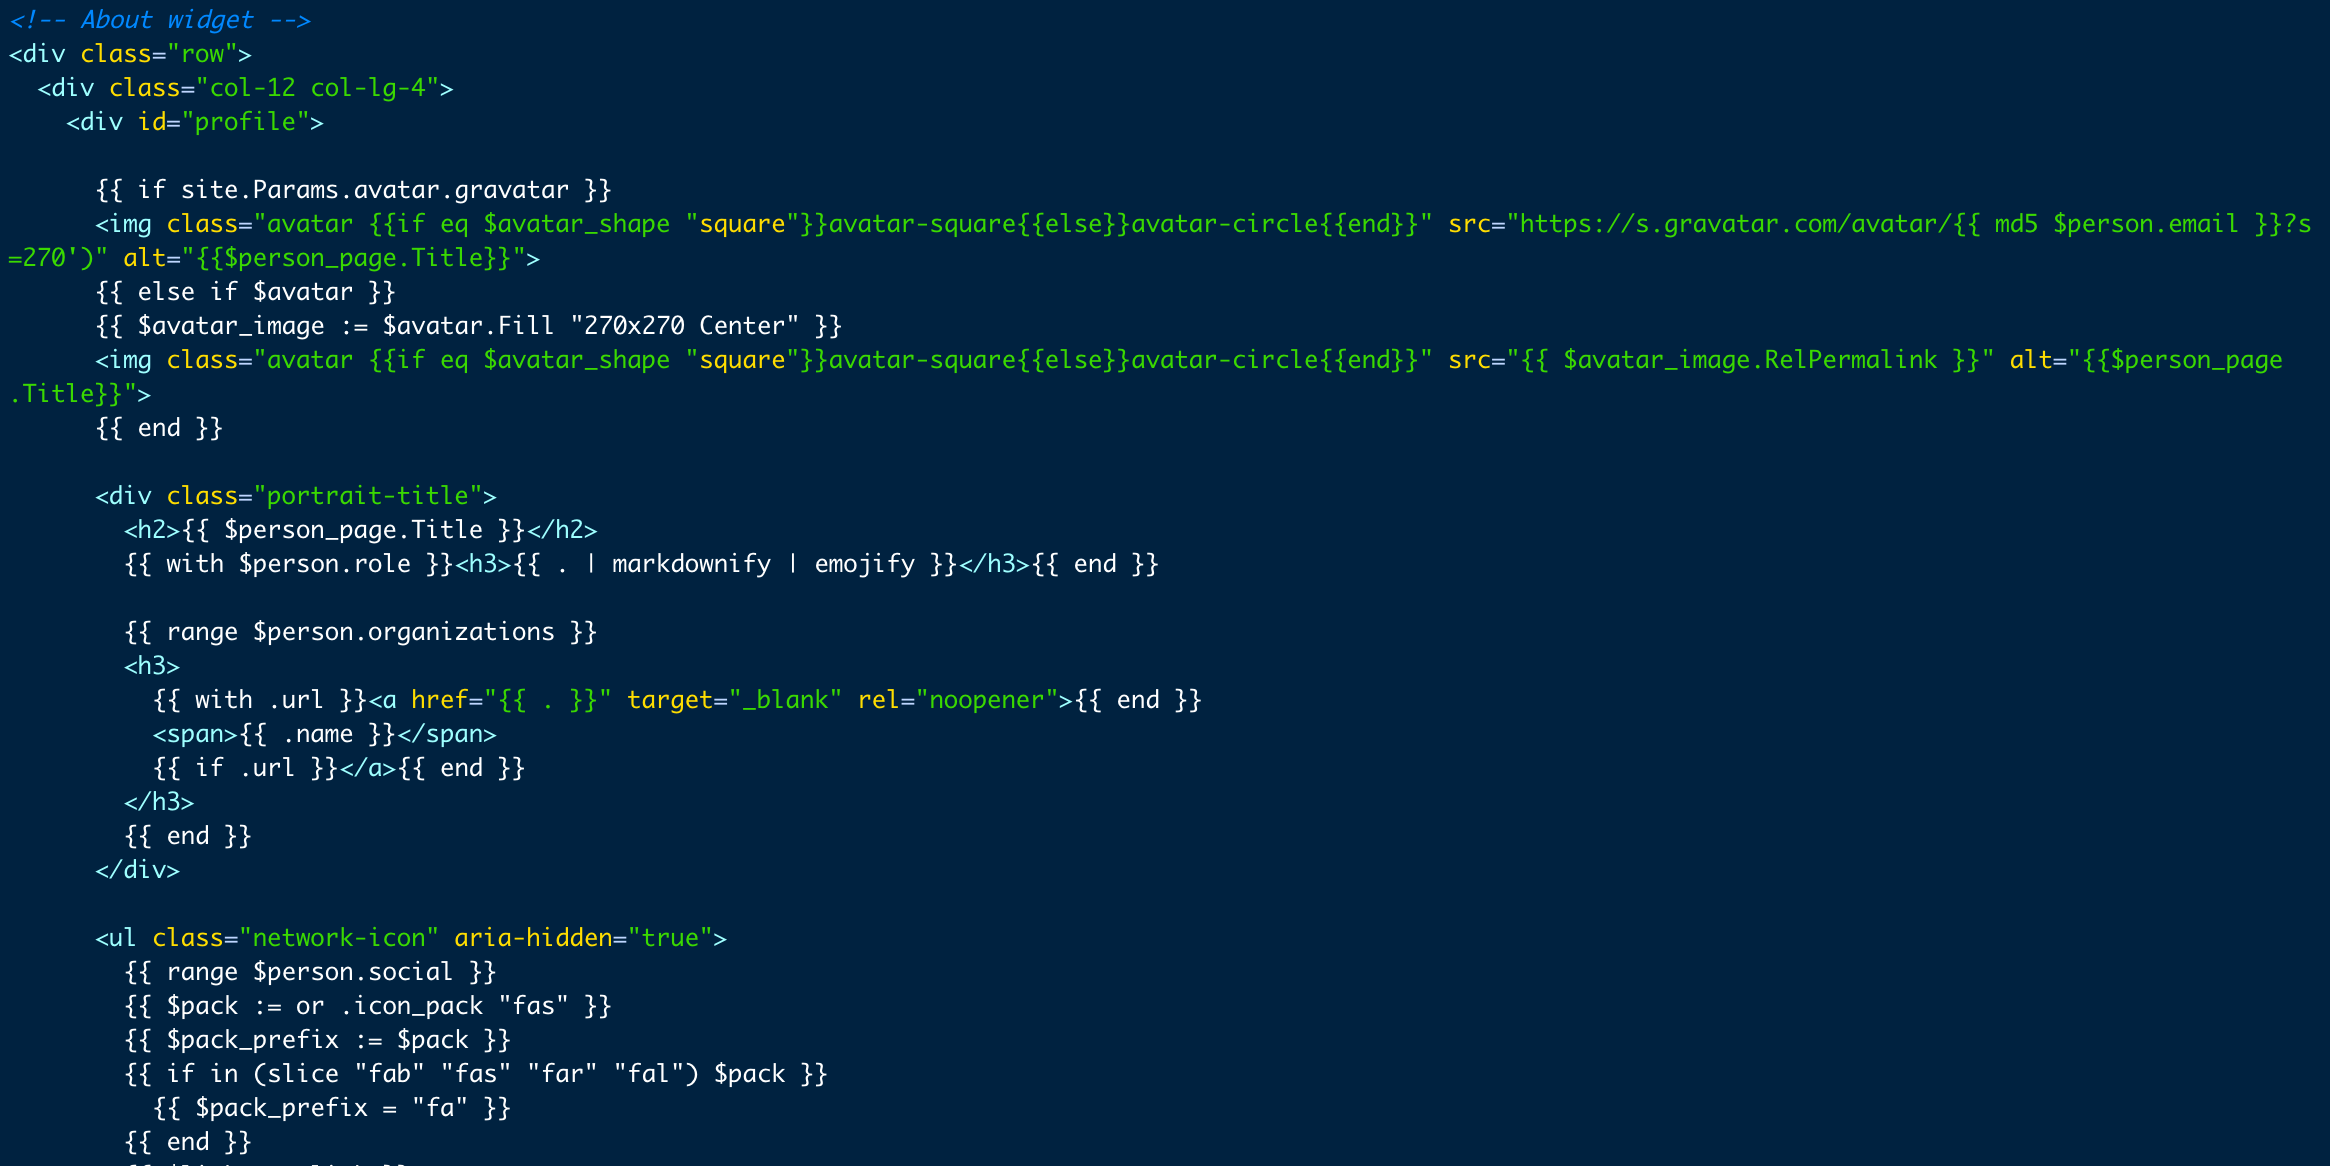 <!-- About widget -->
<div class="row">
  <div class="col-12 col-lg-4">
    <div id="profile">

      {{ if site.Params.avatar.gravatar }}
      <img class="avatar {{if eq $avatar_shape "square"}}avatar-square{{else}}avatar-circle{{end}}" src="https://s.gravatar.com/avatar/{{ md5 $person.email }}?s
=270')" alt="{{$person_page.Title}}">
      {{ else if $avatar }}
      {{ $avatar_image := $avatar.Fill "270x270 Center" }}
      <img class="avatar {{if eq $avatar_shape "square"}}avatar-square{{else}}avatar-circle{{end}}" src="{{ $avatar_image.RelPermalink }}" alt="{{$person_page
.Title}}">
      {{ end }}

      <div class="portrait-title">
        <h2>{{ $person_page.Title }}</h2>
        {{ with $person.role }}<h3>{{ . | markdownify | emojify }}</h3>{{ end }}

        {{ range $person.organizations }}
        <h3>
          {{ with .url }}<a href="{{ . }}" target="_blank" rel="noopener">{{ end }}
          <span>{{ .name }}</span>
          {{ if .url }}</a>{{ end }}
        </h3>
        {{ end }}
      </div>

      <ul class="network-icon" aria-hidden="true">
        {{ range $person.social }}
        {{ $pack := or .icon_pack "fas" }}
        {{ $pack_prefix := $pack }}
        {{ if in (slice "fab" "fas" "far" "fal") $pack }}
          {{ $pack_prefix = "fa" }}
        {{ end }}